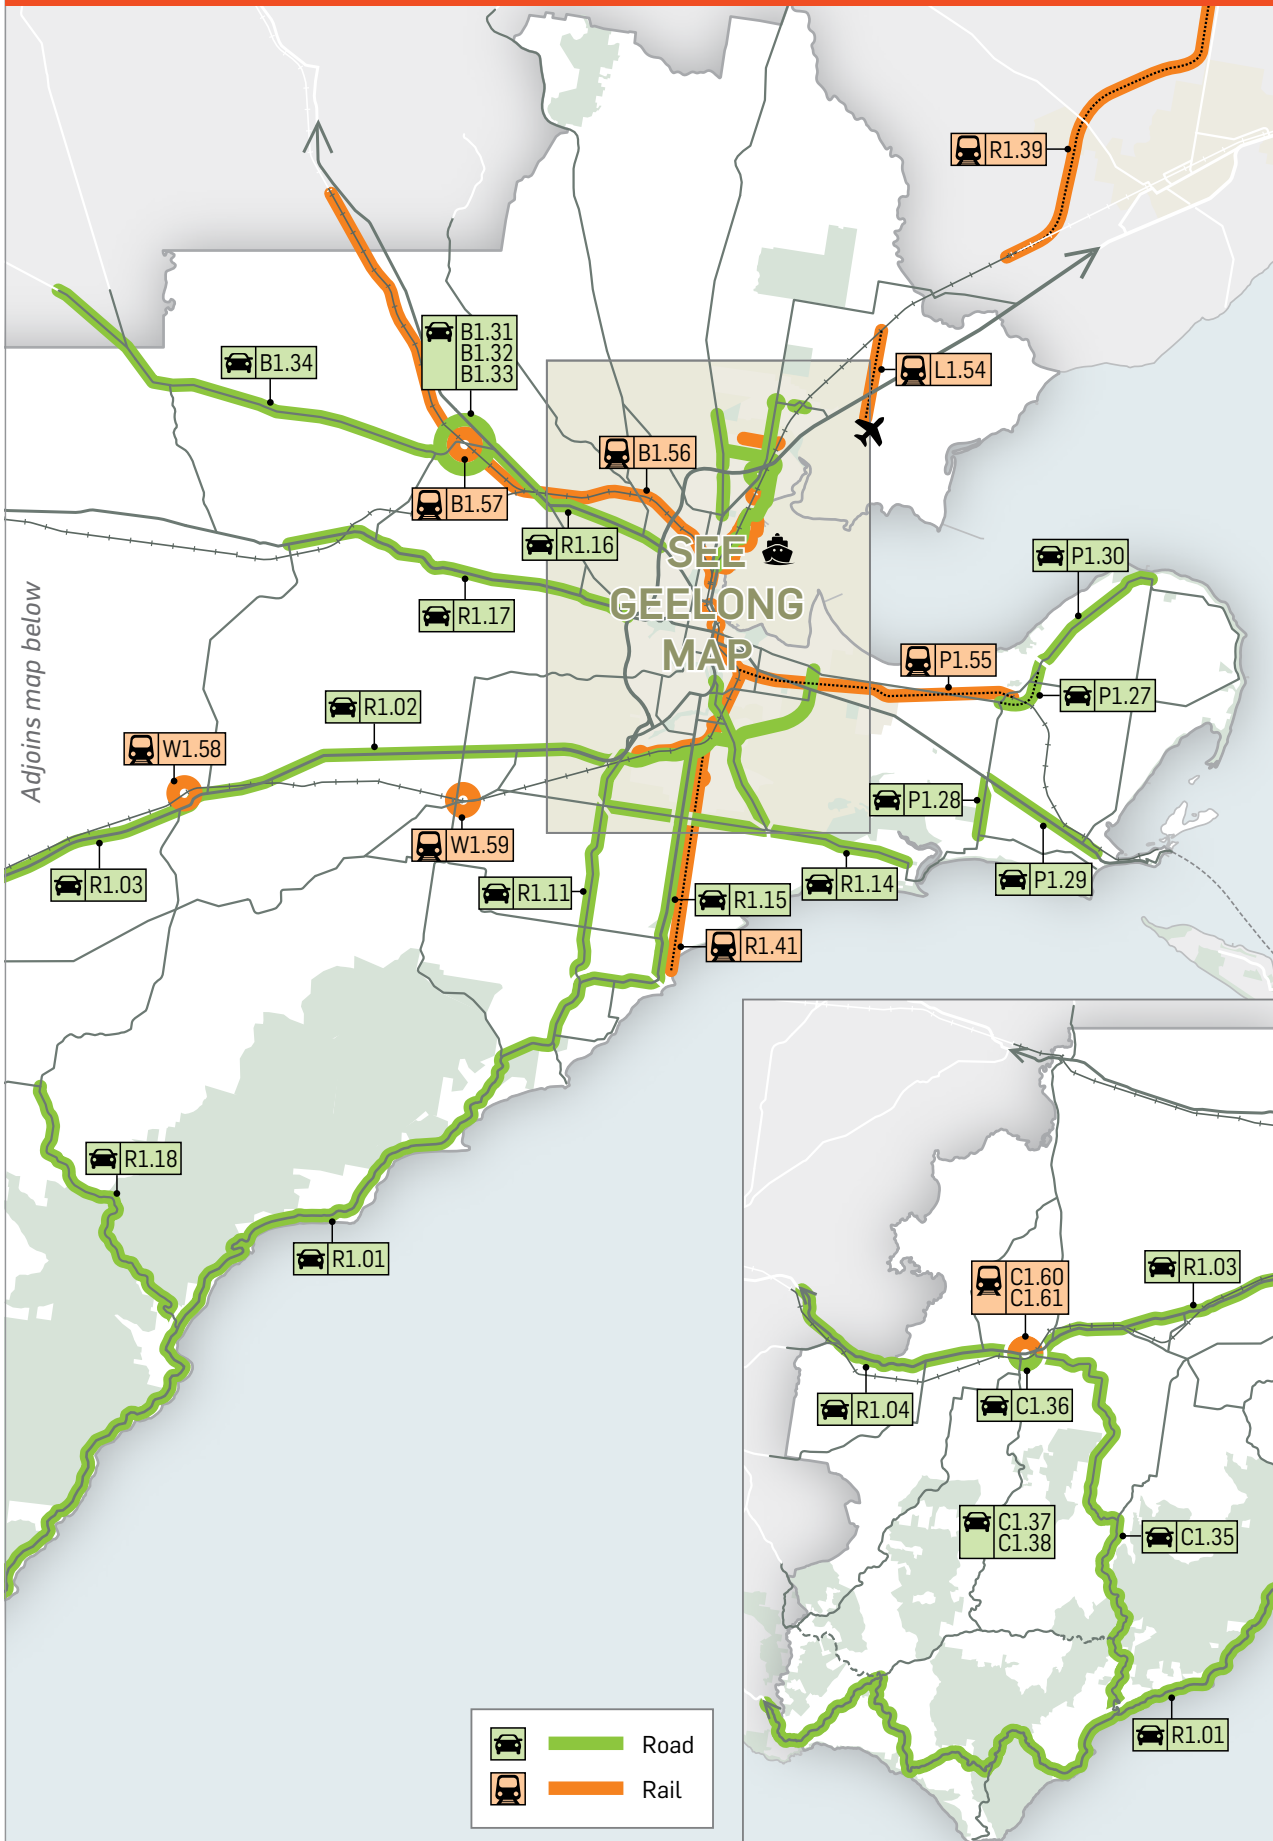 R1.39
B1.31
B1.32
B1.33
B1.34
L1.54
B1.56
B1.57
R1.16
SEE
GEELONG
MAP
P1.30
R1.17
P1.55
P1.27
Adjoins map below
R1.02
W1.58
P1.28
W1.59
R1.03
R1.11
R1.15
R1.14
P1.29
R1.41
R1.18
R1.01
C1.60
C1.61
R1.03
R1.04
C1.36
C1.37
C1.38
C1.35
R1.01
Road
Rail